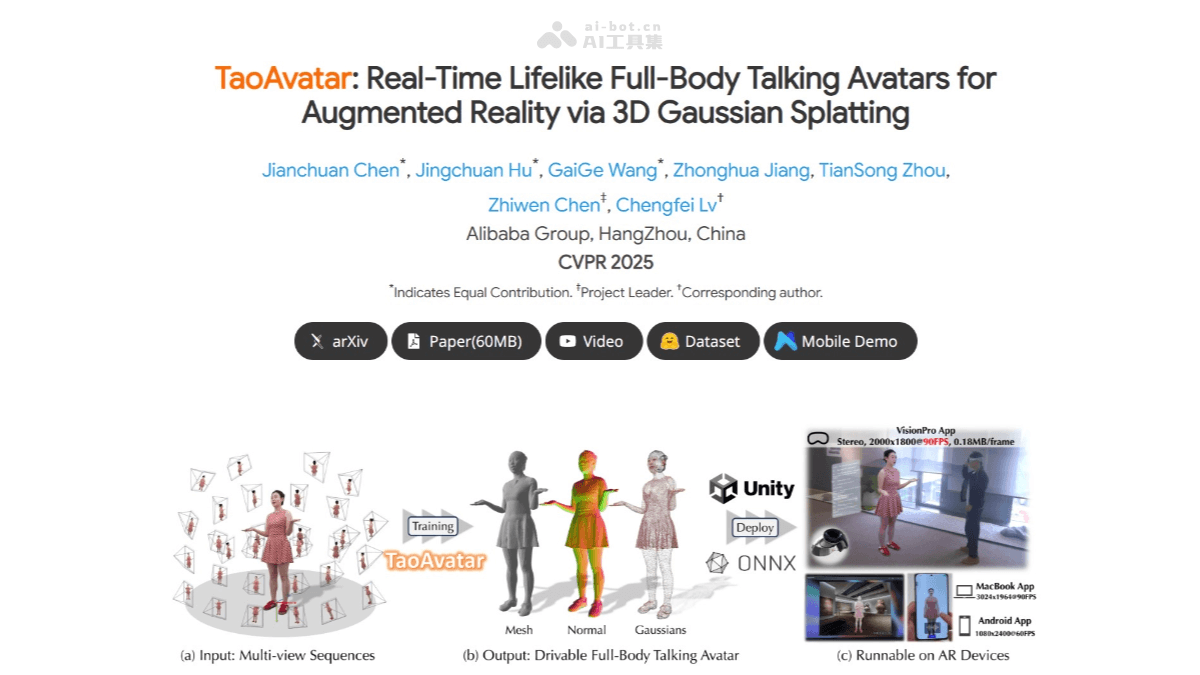 ai-bot.cn
AI工具集
TaoAvatar: Real-Time Lifelike Full-Body Talking Avatars for
Augmented Reality via 3D Gaussian Splatting
Jianchuan Chen*, Jingchuan Hu*, GaiGe Wang*, Zhonghua Jiang, TianSong Zhou,
Zhiwen Chen‡, Chengfei Lv†
Alibaba Group, HangZhou, China
CVPR 2025
*Indicates Equal Contribution. ‡Project Leader. †Corresponding author.
arXiv
Paper(60MB)
Video
Dataset
Mobile Demo
Training
TaoAvatar
Mesh
Normal
Gaussians
Unity
Deploy
ONNX
VisionPro App
Stereo, 2000x1800@90FPS, 0.18MB/frame
MacBook App
3024x1964@90FPS
Android App
1080x2400@60FPS
(a) Input: Multi-view Sequences
(b) Output: Drivable Full-Body Talking Avatar
(c) Runnable on AR Devices